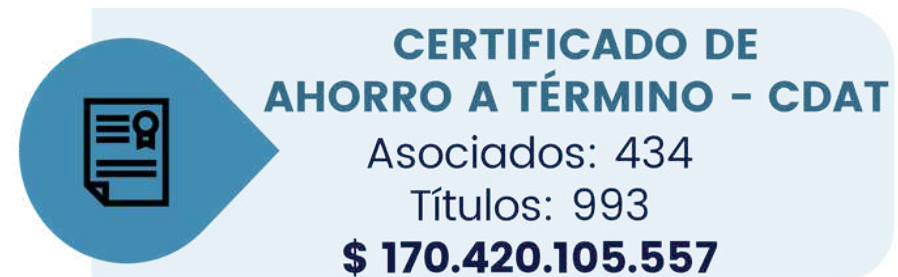 CERTIFICADO DE
AHORRO A TÉRMINO - CDAT
Asociados: 434
Títulos: 993
$ 170.420.105.557